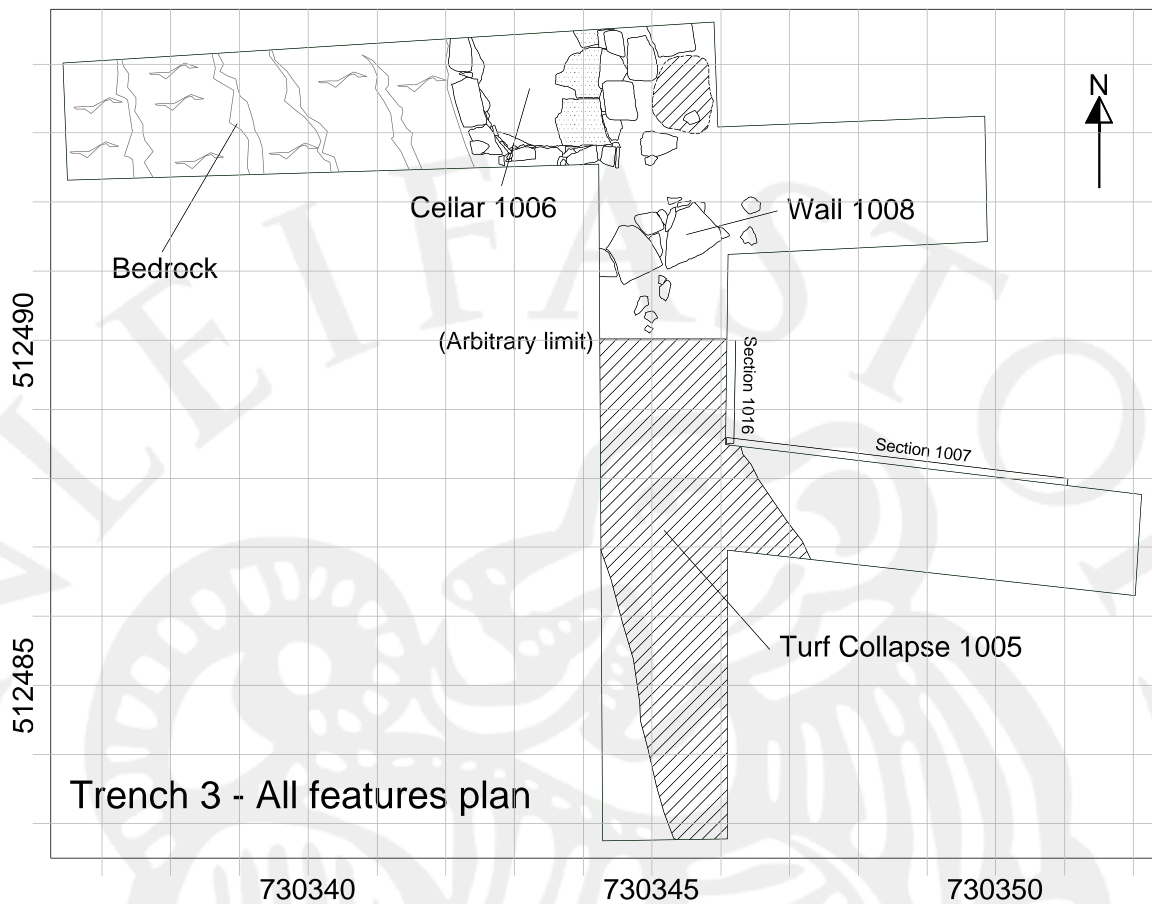 N
Cellar 1006
Wall 1008
Bedrock
512490
(Arbitrary limit)
Section 1016
Section 1007
512485
Turf Collapse 1005
Trench 3 - All features plan
730340
730345
730350